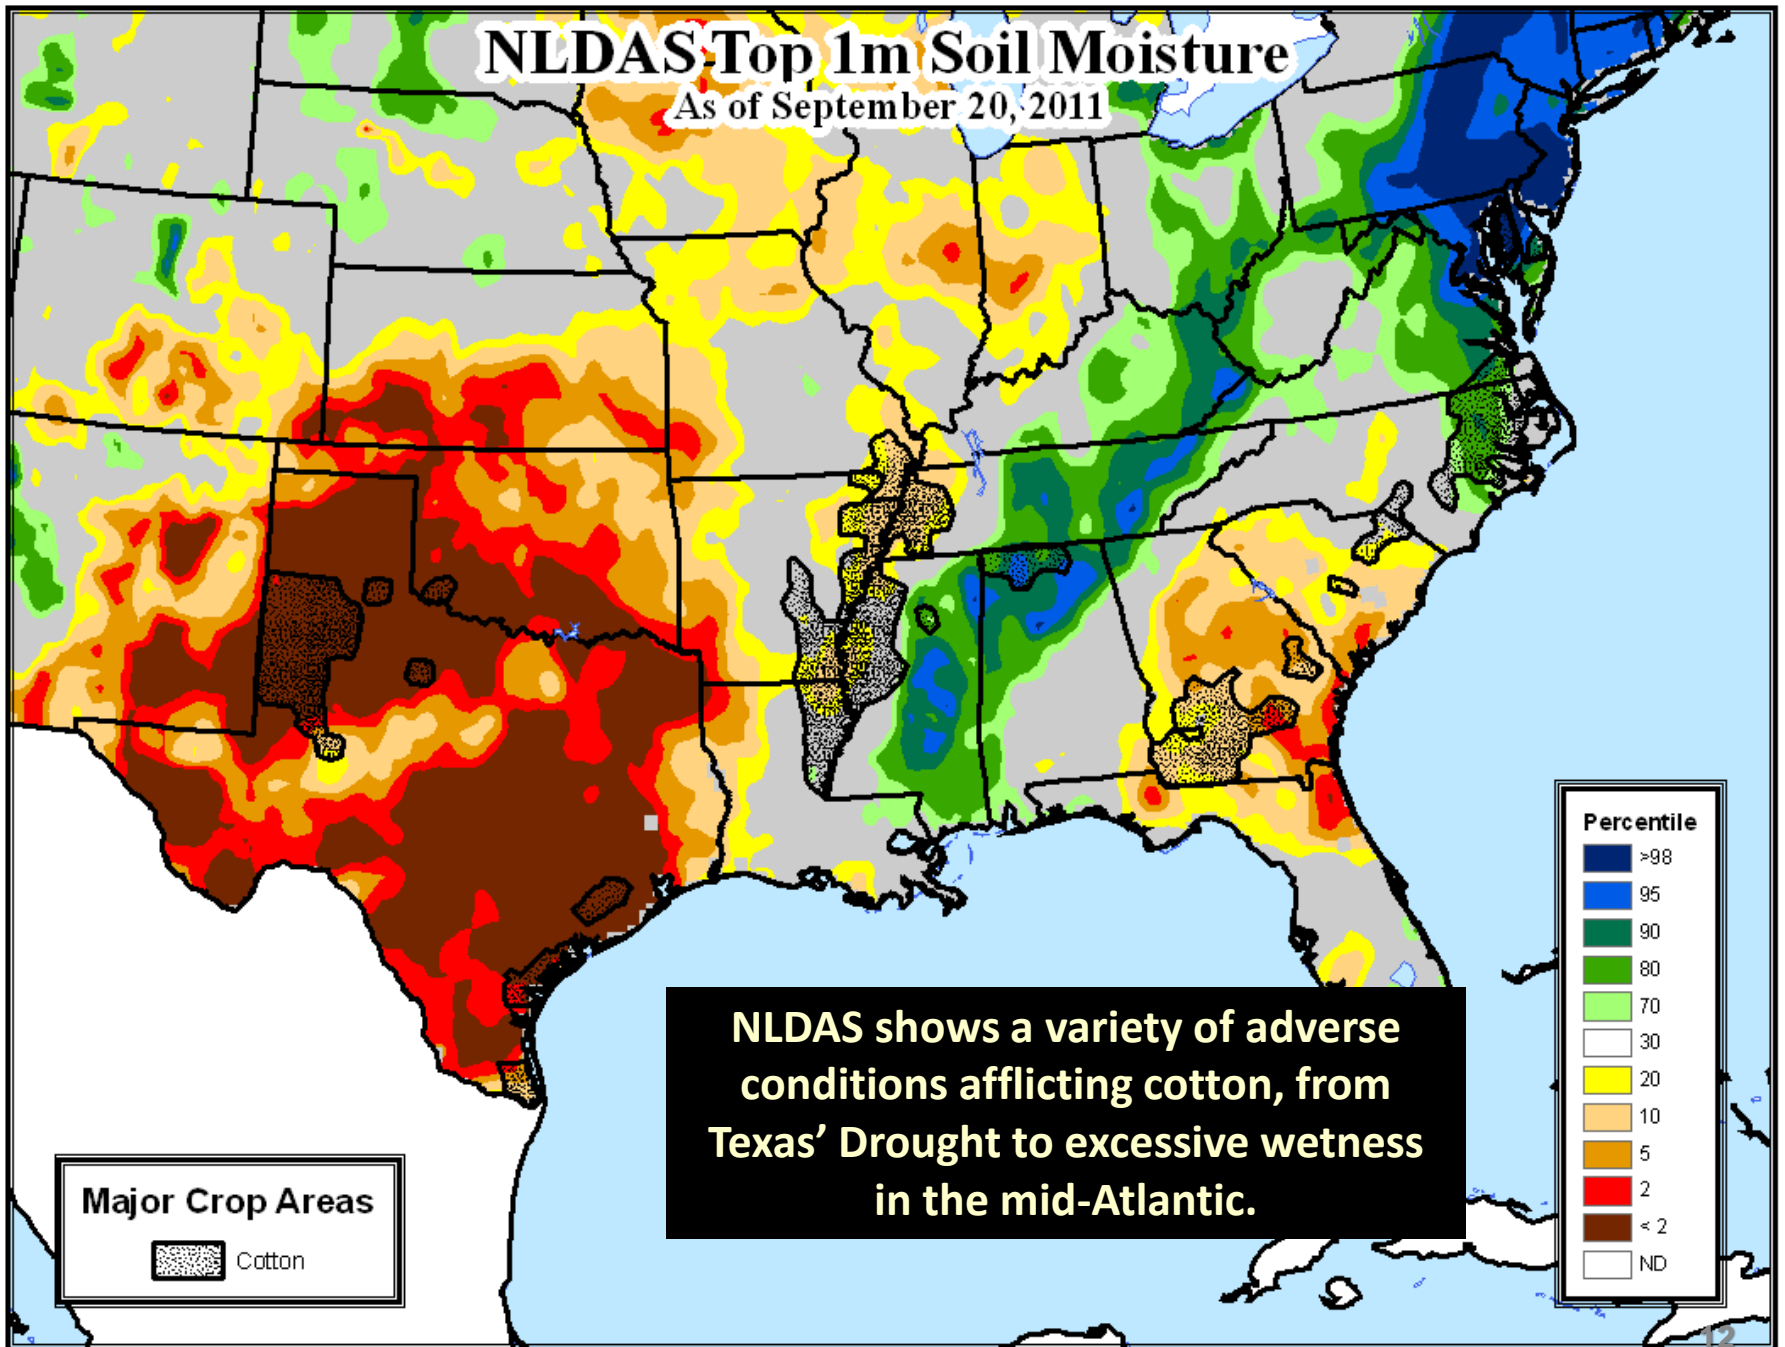 NLDAS Top 1m Soil Moisture
As of September 20, 2011
Percentile
>98
95
90
80
70
30
20
10
5
2
< 2
ND
NLDAS shows a variety of adverse
conditions afflicting cotton, from
Texas’ Drought to excessive wetness
in the mid-Atlantic.
Major Crop Areas
Cotton
12